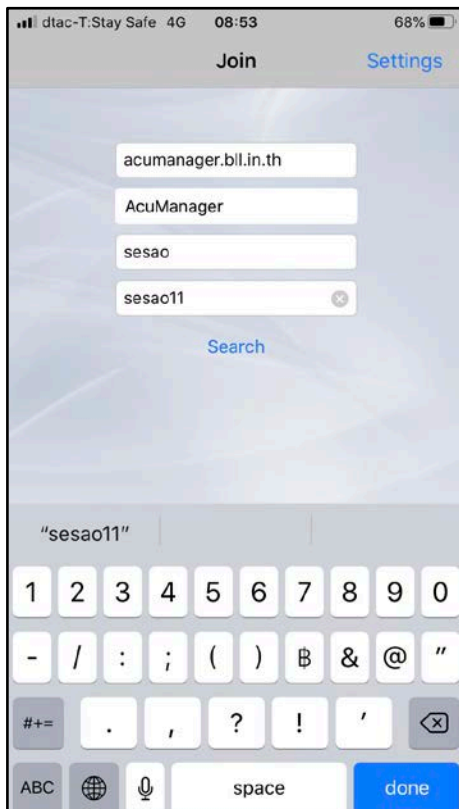 dtac-T:Stay Safe 4G 08:53 68%
Join Settings
acumanager.bll.in.th
AcuManager
sesao
sesao11
Search
“sesao11”
1 2 3 4 5 6 7 8 9 0
- / : ; ( ) ฿ & @ "
#+= . , ? ! '
ABC space done